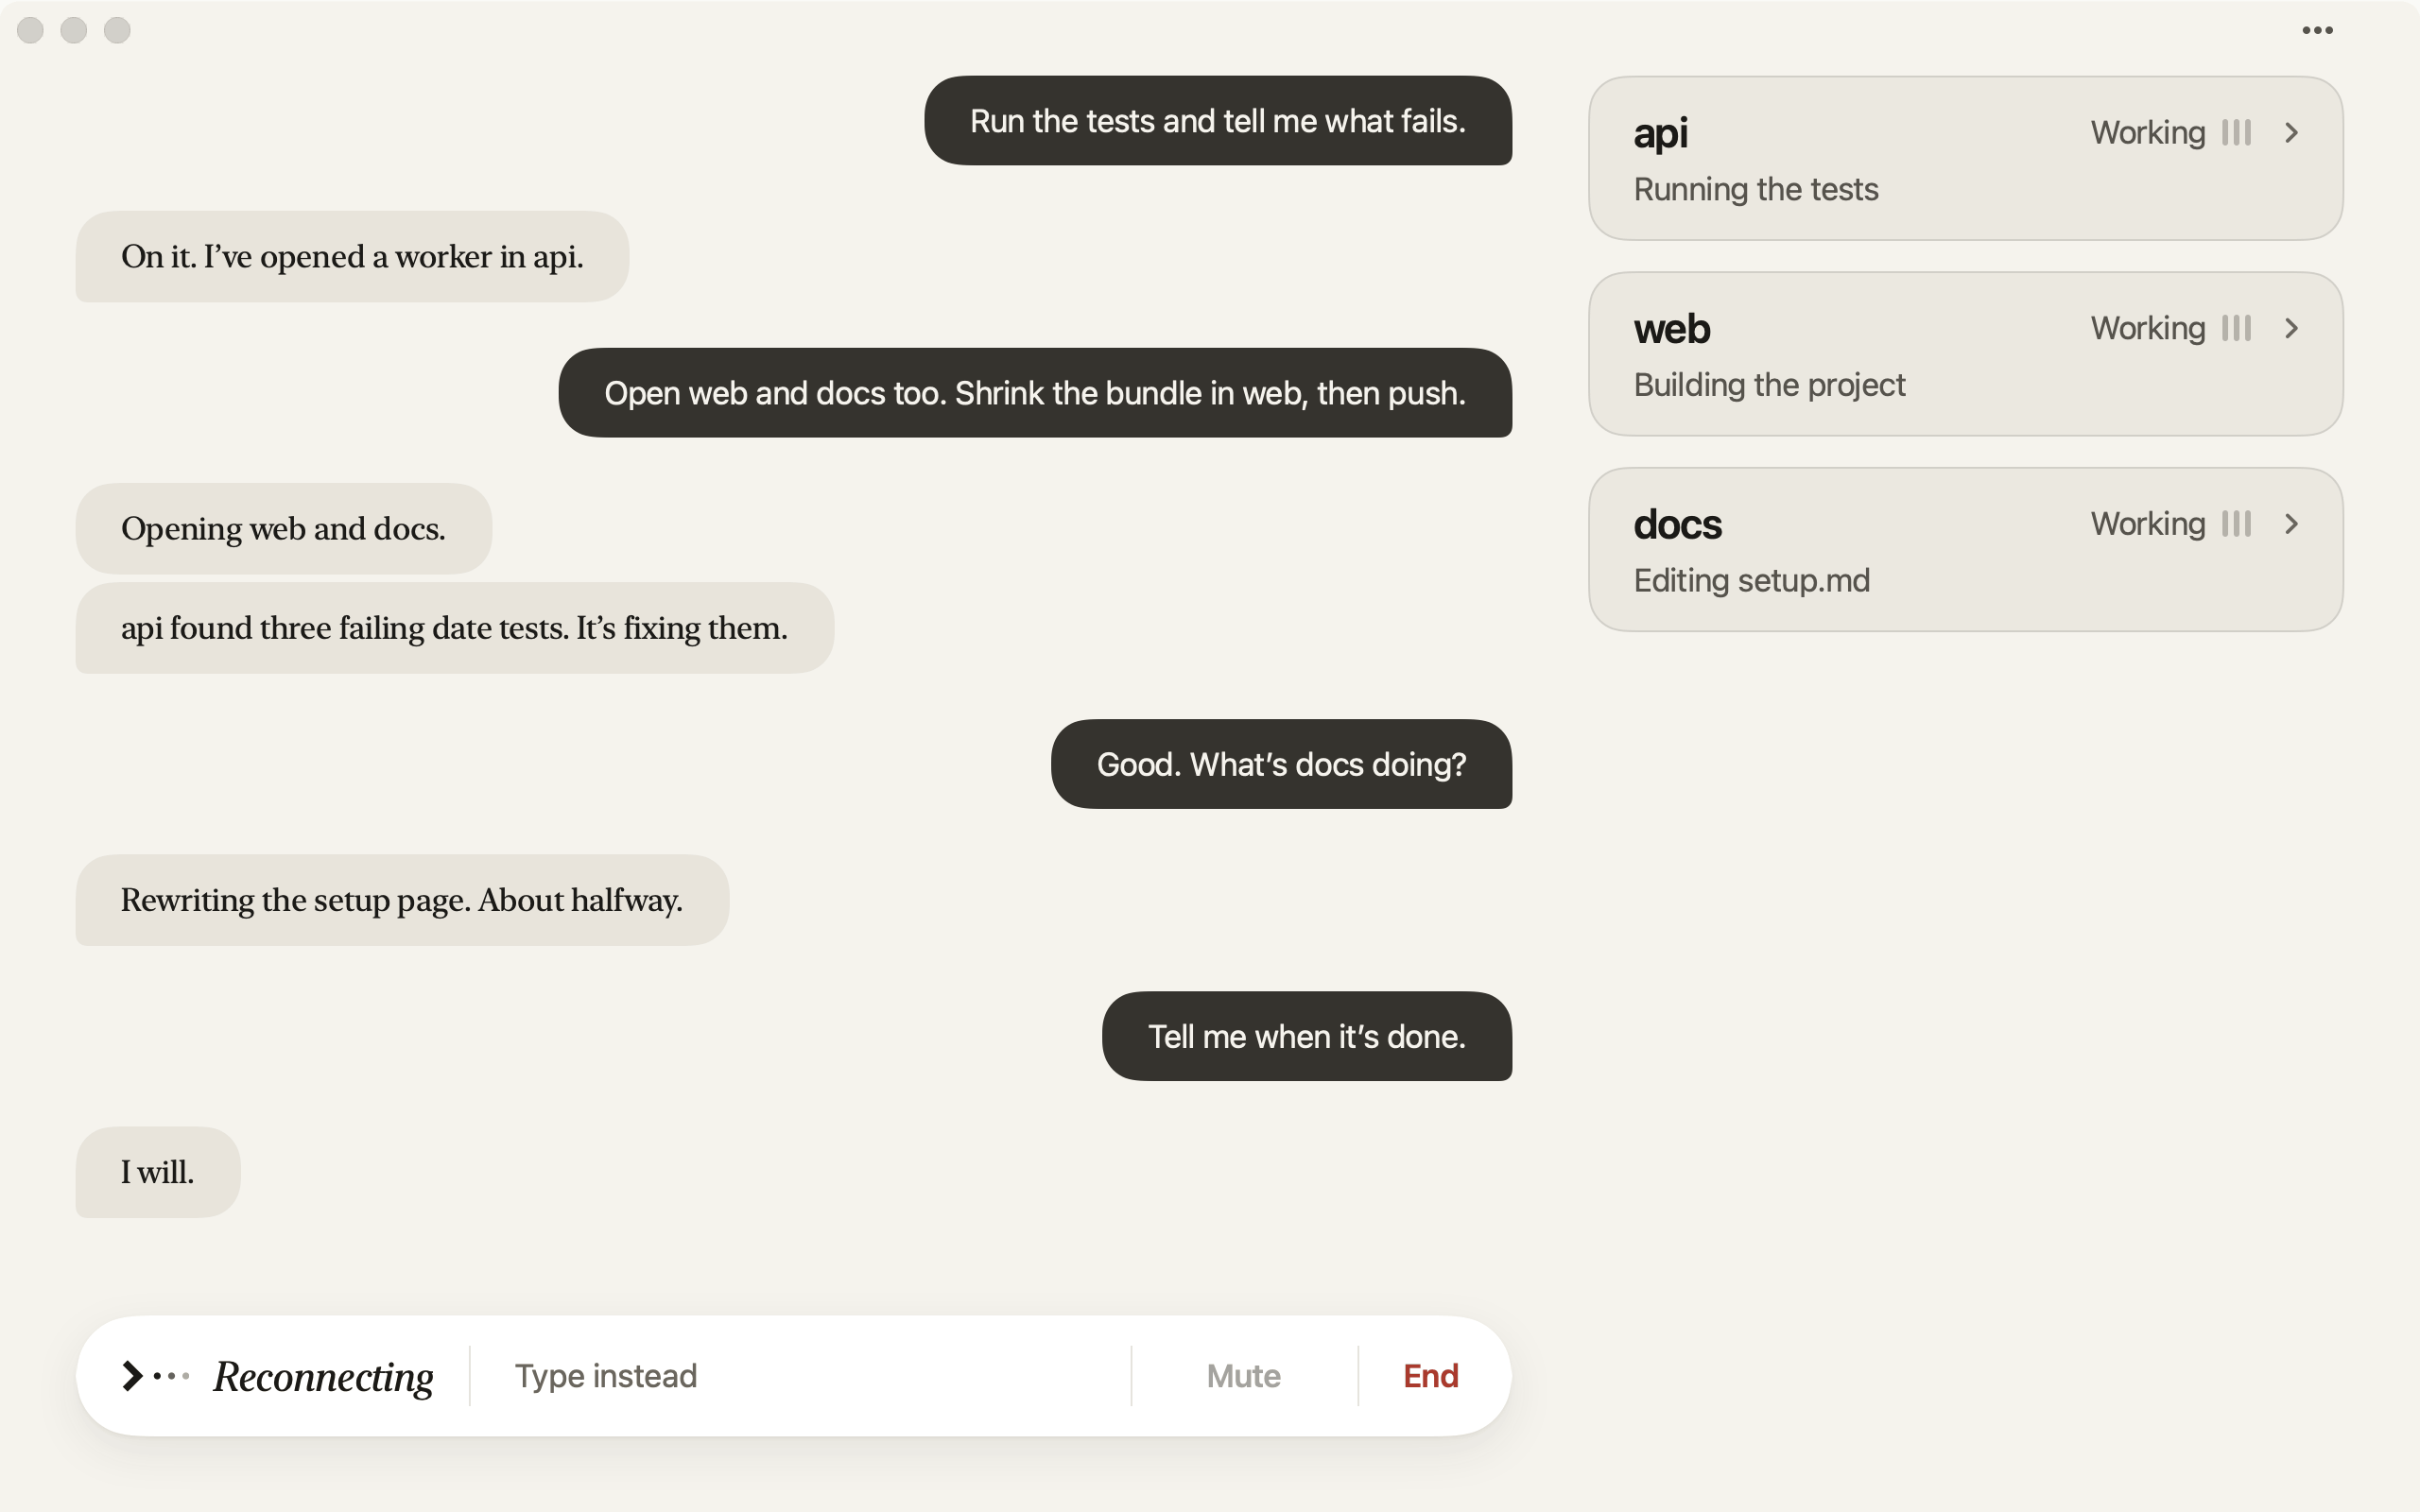 Run the tests and tell me what fails.
On it. I’ve opened a worker in api.
Open web and docs too. Shrink the bundle in web, then push.
Opening web and docs.
api found three failing date tests. It’s fixing them.
Good. What’s docs doing?
Rewriting the setup page. About halfway.
Tell me when it’s done.
I will.
Reconnecting
Type instead
Mute
End
api
Working
Running the tests
web
Working
Building the project
docs
Working
Editing setup.md